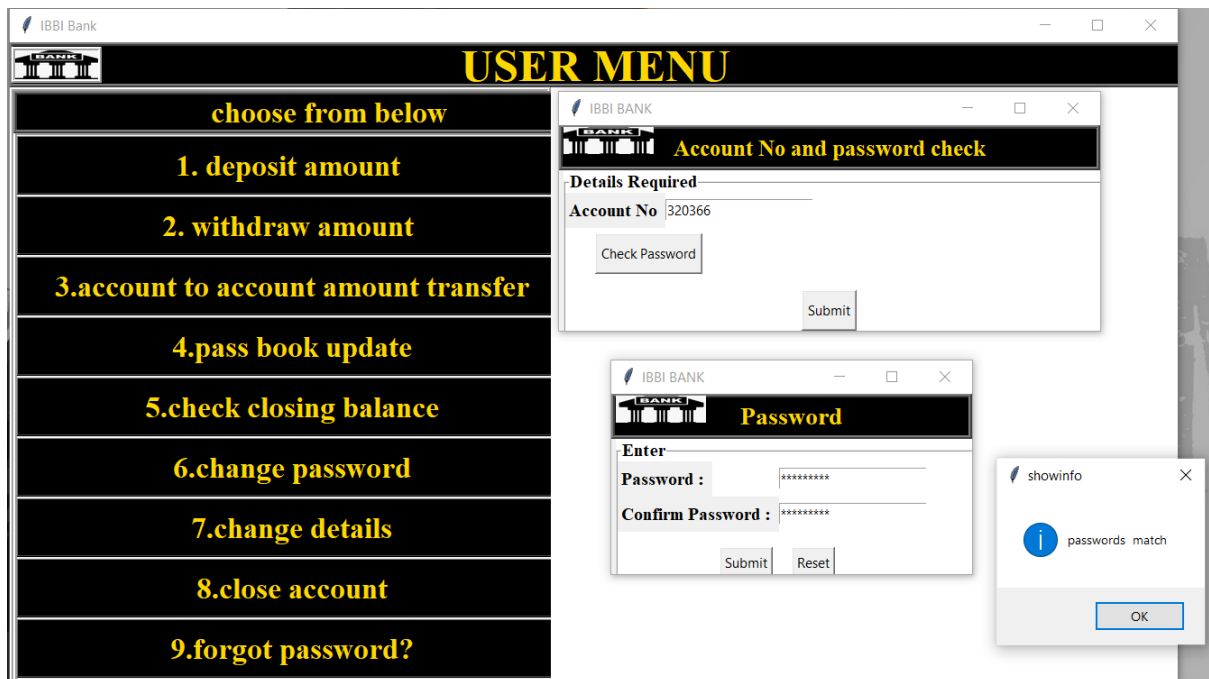 IBBI Bank
BANK
USER MENU
choose from below
1. deposit amount
2. withdraw amount
3.account to account amount transfer
4.pass book update
5.check closing balance
6.change password
7.change details
8.close account
9.forgot password?
IBBI BANK
BANK
Account No and password check
Details Required
Account No 320366
Check Password
Submit
IBBI BANK
BANK
Password
Enter
Password : *********
Confirm Password : *********
Submit Reset
showinfo
i
passwords match
OK